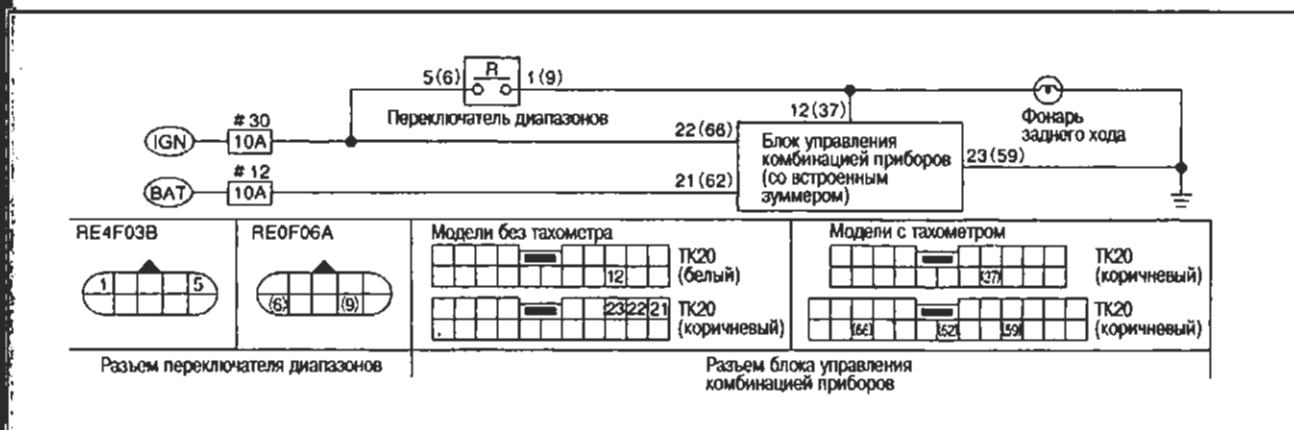 5(6) R 1(9)
Переключатель диапазонов
12(37)
Фонарь
заднего хода
IGN
#30
10A
22(66)
Блок управления
комбинацией приборов
(со встроенным
зуммером)
23(59)
BAT
#12
10A
21(62)
RE4F03B
1 5
RE0F06A
(6) (9)
Модели без тахометра
12
TK20
(белый)
23 22 21
TK20
(коричневый)
Модели с тахометром
(37)
TK20
(коричневый)
(66) (62) (59)
TK20
(коричневый)
Разъем переключателя диапазонов
Разъем блока управления
комбинацией приборов